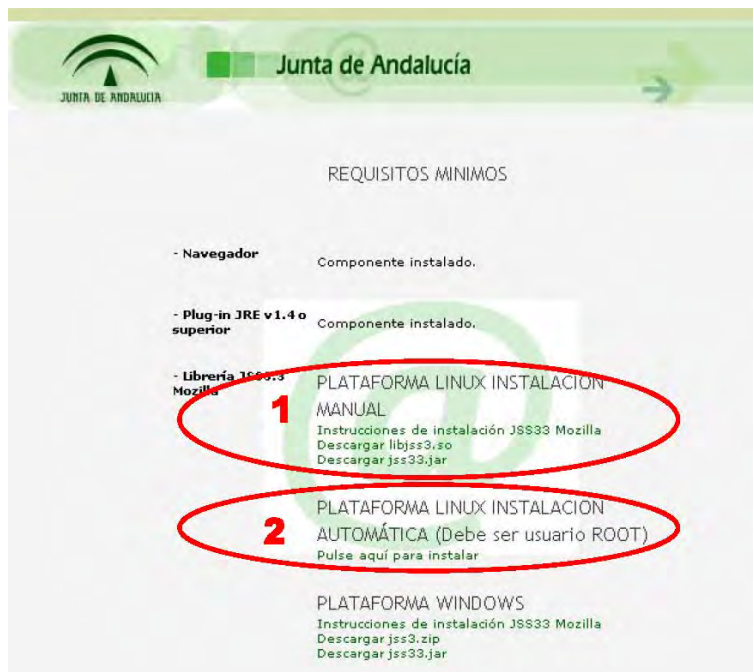 JUNTA DE ANDALUCIA
Junta de Andalucía
REQUISITOS MINIMOS
- Navegador
Componente instalado.
- Plug-in JRE v1.4 o
superior
Componente instalado.
- Librería JSS3.3
Mozilla
1
PLATAFORMA LINUX INSTALACION
MANUAL
Instrucciones de instalación JSS33 Mozilla
Descargar libjss3.so
Descargar jss33.jar
2
PLATAFORMA LINUX INSTALACION
AUTOMÁTICA (Debe ser usuario ROOT)
Pulse aquí para instalar
PLATAFORMA WINDOWS
Instrucciones de instalación JSS33 Mozilla
Descargar jss3.zip
Descargar jss33.jar